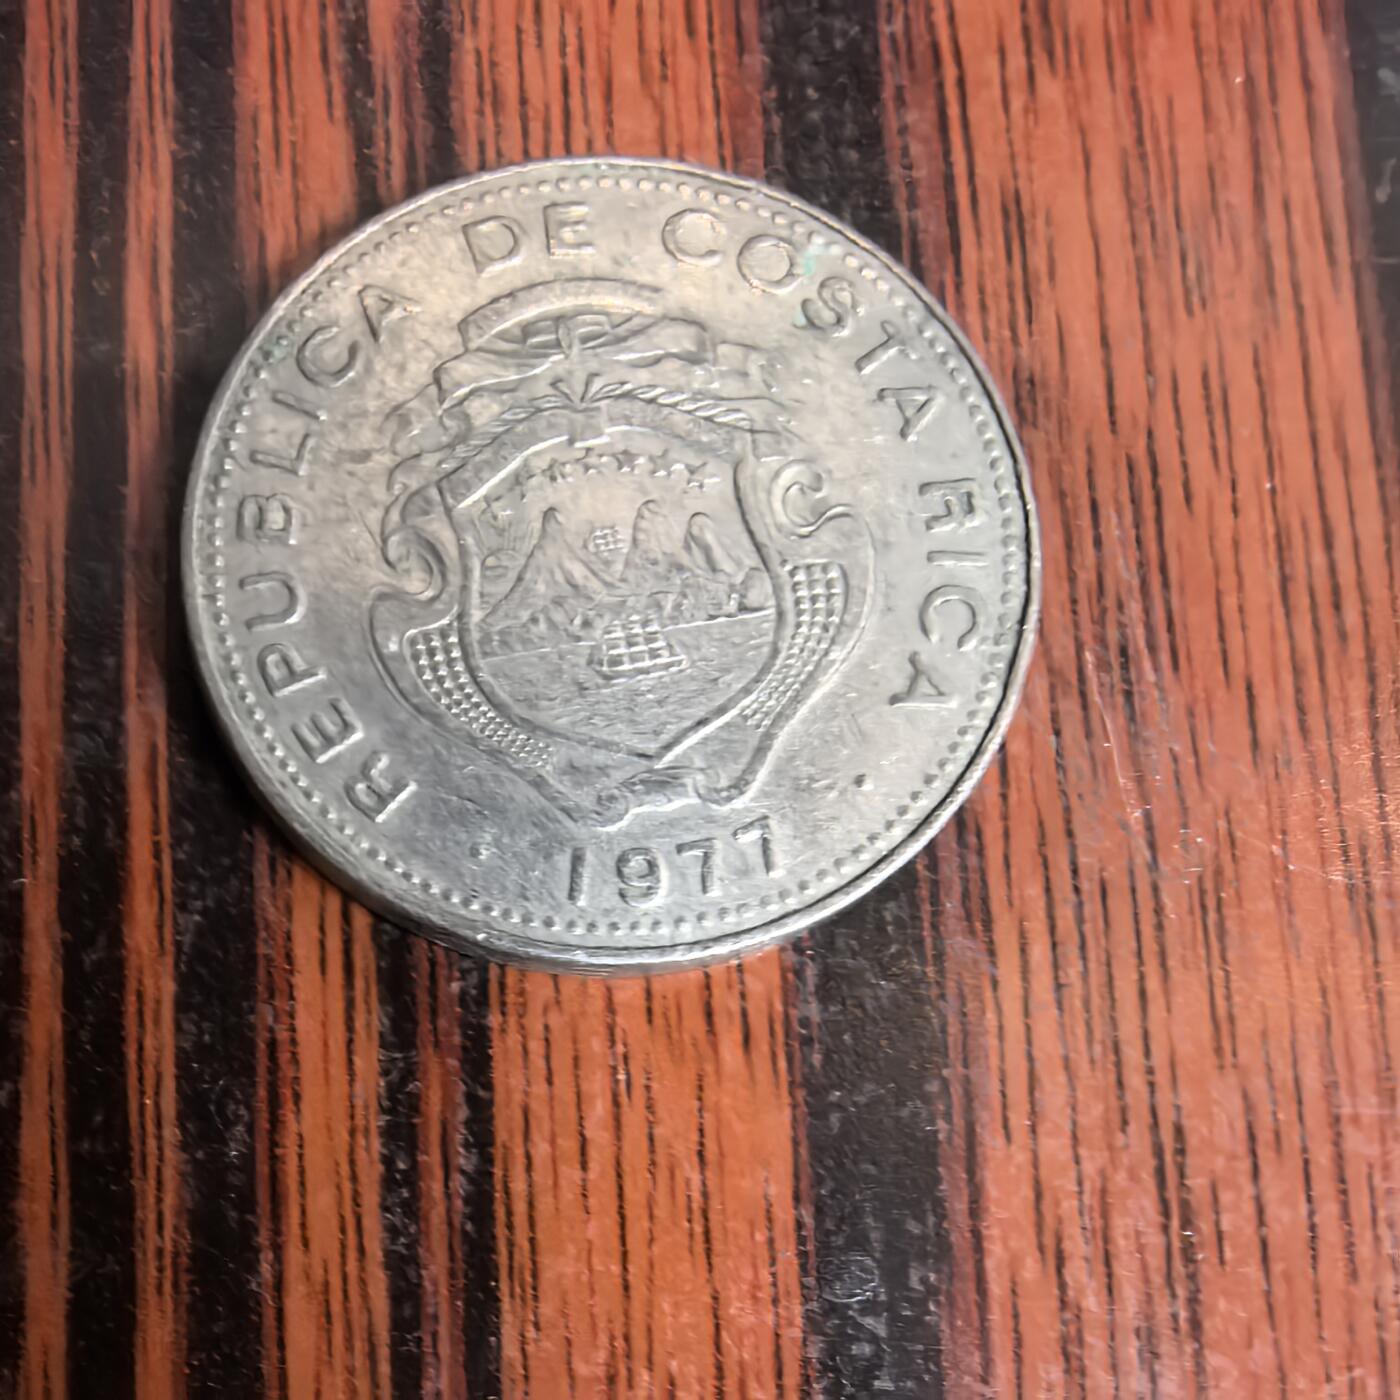 REPUBLICA DE COSTA RICA
1977